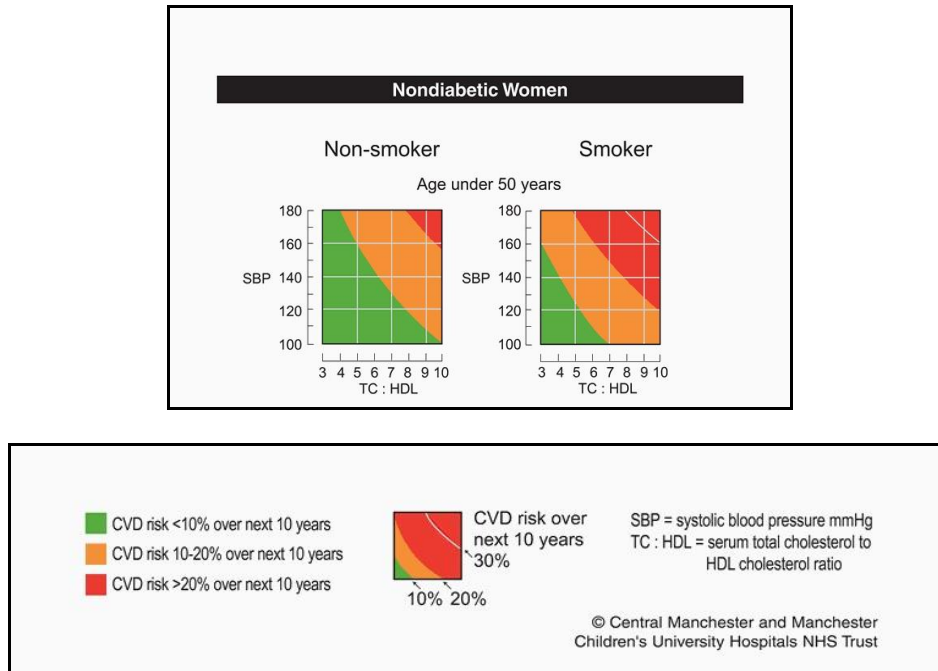 Nondiabetic Women
Non-smoker Smoker
Age under 50 years
180 180
160 160
SBP 140 SBP 140
120 120
100 100
3 4 5 6 7 8 9 10 3 4 5 6 7 8 9 10
TC : HDL TC : HDL
CVD risk <10% over next 10 years
CVD risk 10-20% over next 10 years
CVD risk >20% over next 10 years
CVD risk over
next 10 years
30%
10% 20%
SBP = systolic blood pressure mmHg
TC : HDL = serum total cholesterol to
HDL cholesterol ratio
© Central Manchester and Manchester
Children's University Hospitals NHS Trust